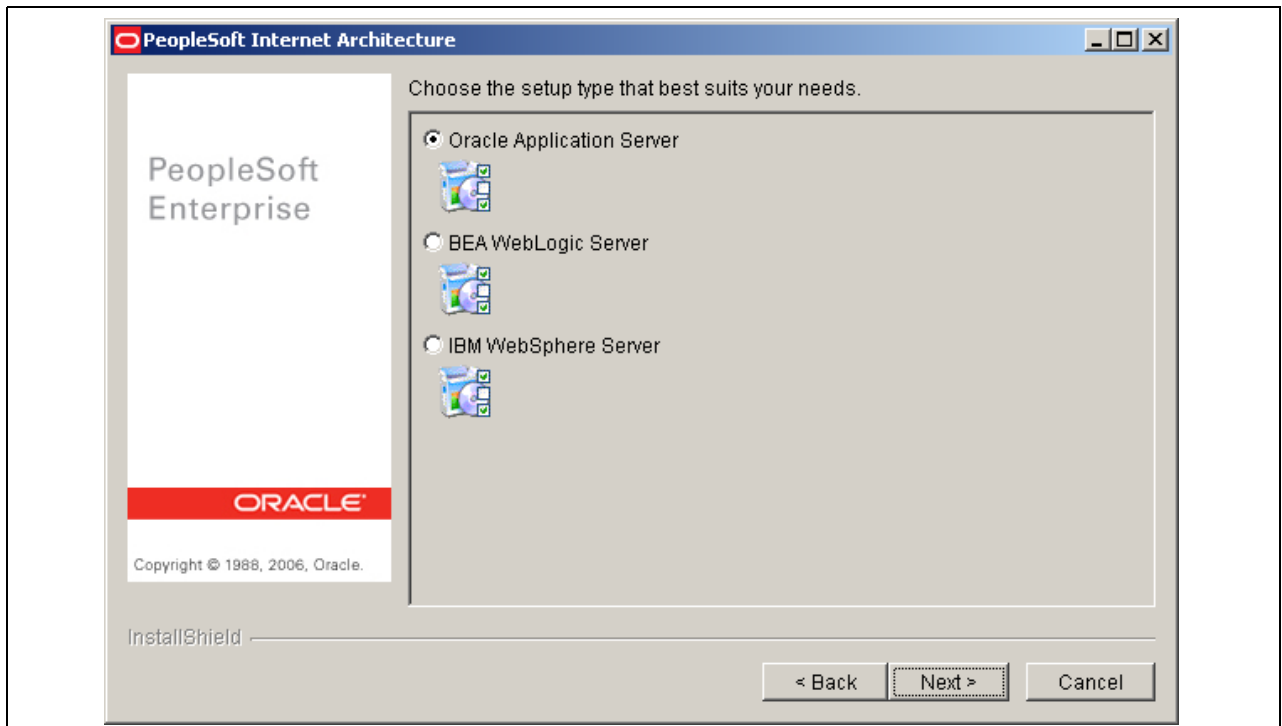 PeopleSoft Internet Architecture
Choose the setup type that best suits your needs.
PeopleSoft
Enterprise
Oracle Application Server
BEA WebLogic Server
IBM WebSphere Server
ORACLE
Copyright © 1988, 2006, Oracle.
InstallShield
< Back
Next >
Cancel